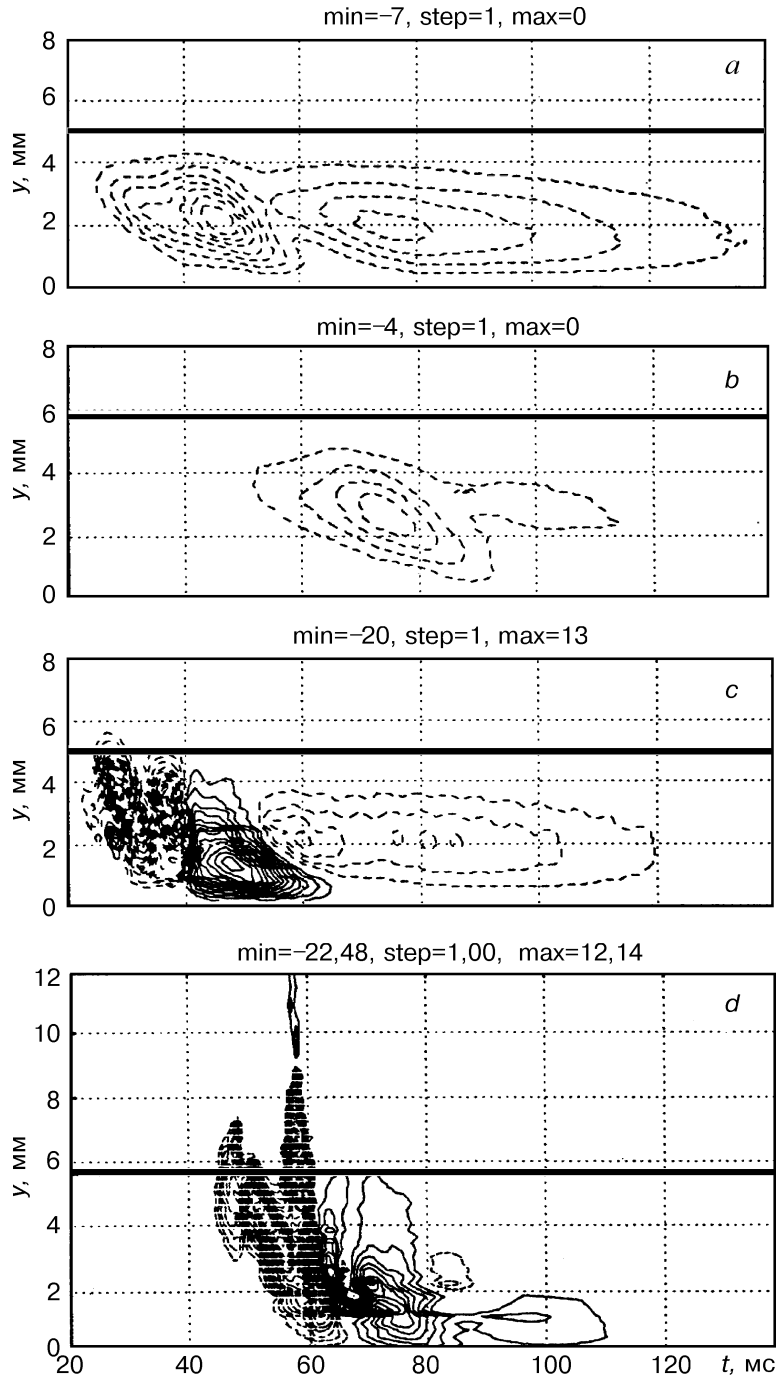 min=–7, step=1, max=0
8
a
6
y, мм
4
2
0
min=–4, step=1, max=0
8
b
6
y, мм
4
2
0
min=–20, step=1, max=13
8
c
6
y, мм
4
2
0
min=–22,48, step=1,00, max=12,14
12
d
10
8
y, мм
6
4
2
0
20 40 60 80 100 120 t, мс